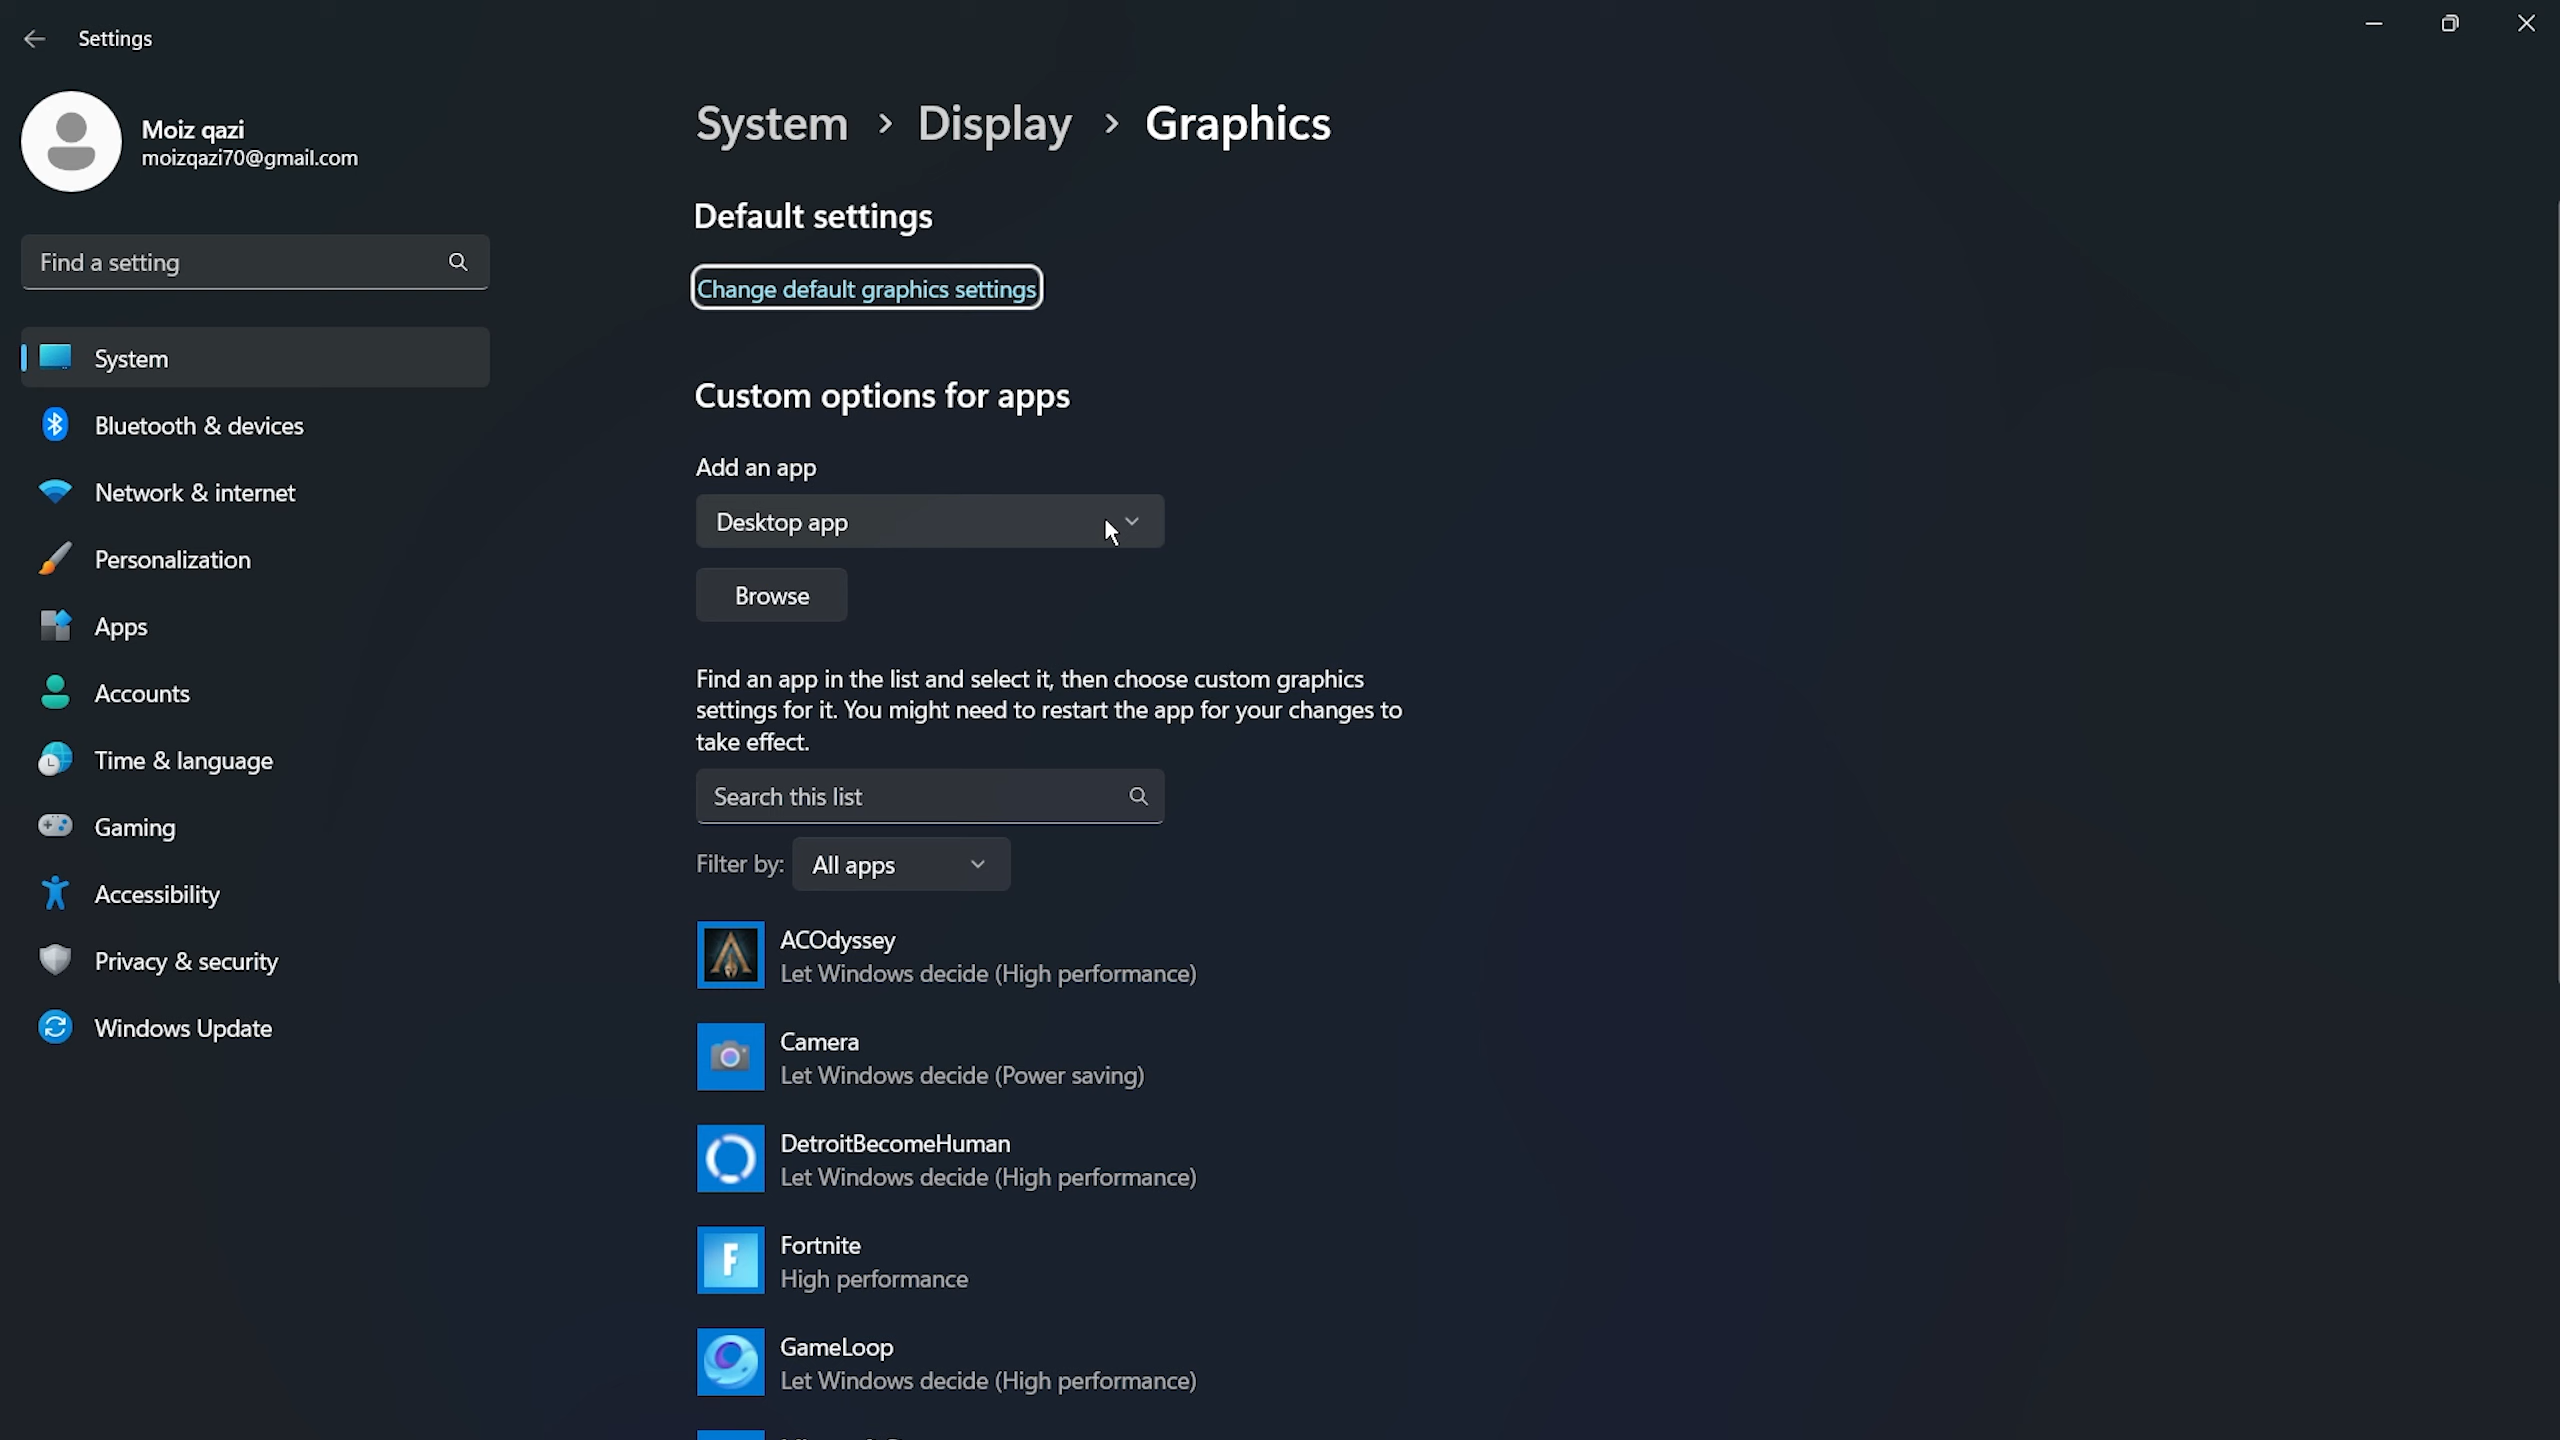 Settings
Moiz qazi
moizqazi70@gmail.com
Find a setting
System
Bluetooth & devices
Network & internet
Personalization
Apps
Accounts
Time & language
Gaming
Accessibility
Privacy & security
Windows Update
System > Display > Graphics
Default settings
Change default graphics settings
Custom options for apps
Add an app
Desktop app
Browse
Find an app in the list and select it, then choose custom graphics
settings for it. You might need to restart the app for your changes to
take effect.
Search this list
Filter by: All apps
ACOdyssey
Let Windows decide (High performance)
Camera
Let Windows decide (Power saving)
DetroitBecomeHuman
Let Windows decide (High performance)
F
Fortnite
High performance
GameLoop
Let Windows decide (High performance)